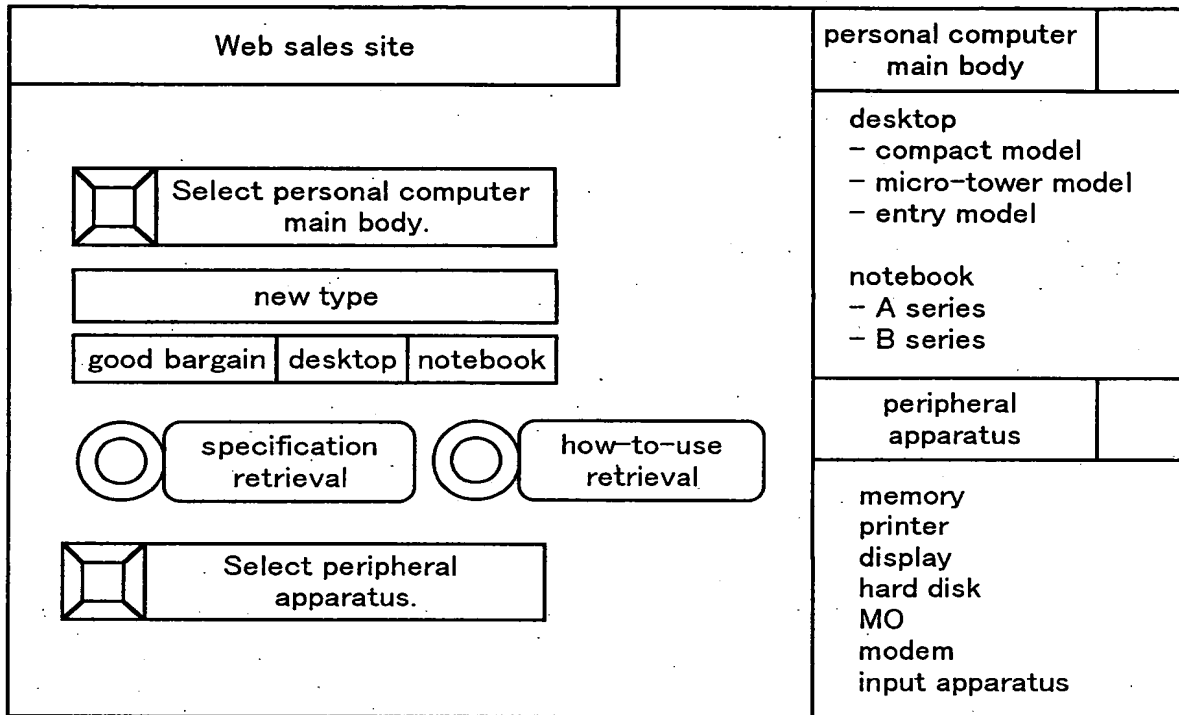 Web sales site
Select personal computer
main body.
new type
good bargain
desktop
notebook
specification
retrieval
how-to-use
retrieval
Select peripheral
apparatus.
personal computer
main body
desktop
- compact model
- micro-tower model
- entry model
notebook
- A series
- B series
peripheral
apparatus
memory
printer
display
hard disk
MO
modem
input apparatus